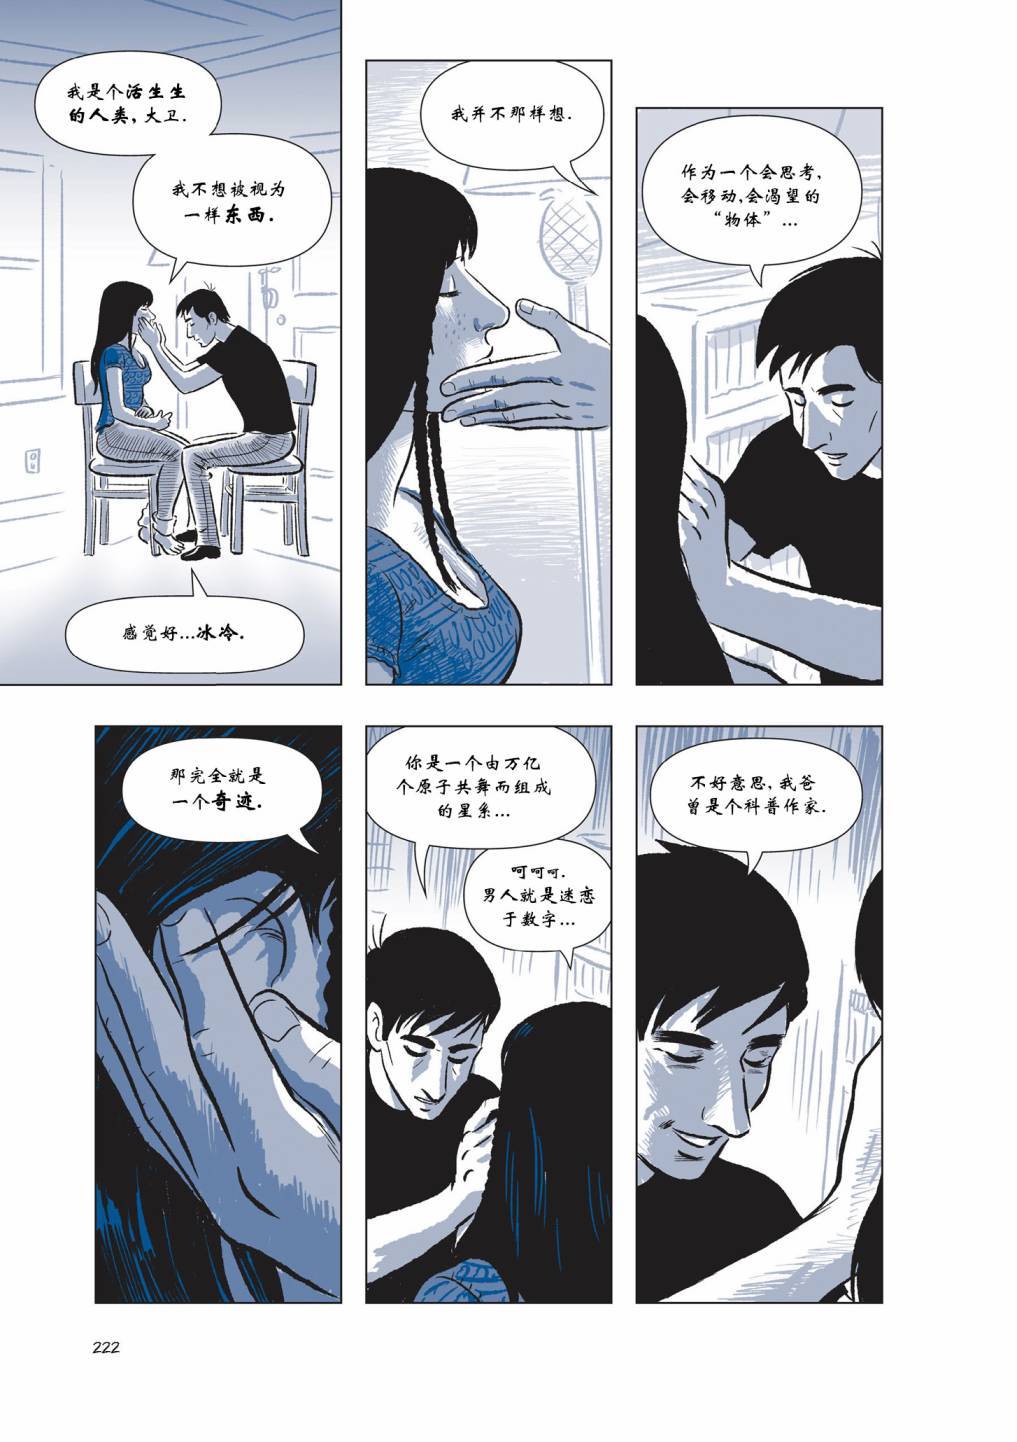 我是个活生生
的人类,大卫.
我不想被视为
一样东西.
感觉好...冰冷.
我并不那样想.
作为一个会思考,
会移动,会渴望的
“物体”...
那完全就是
一个奇迹.
你是一个由万亿
个原子共舞而组成
的星系...
呵呵呵.
男人就是迷恋
于数字...
不好意思,我爸
曾是个科普作家.
222